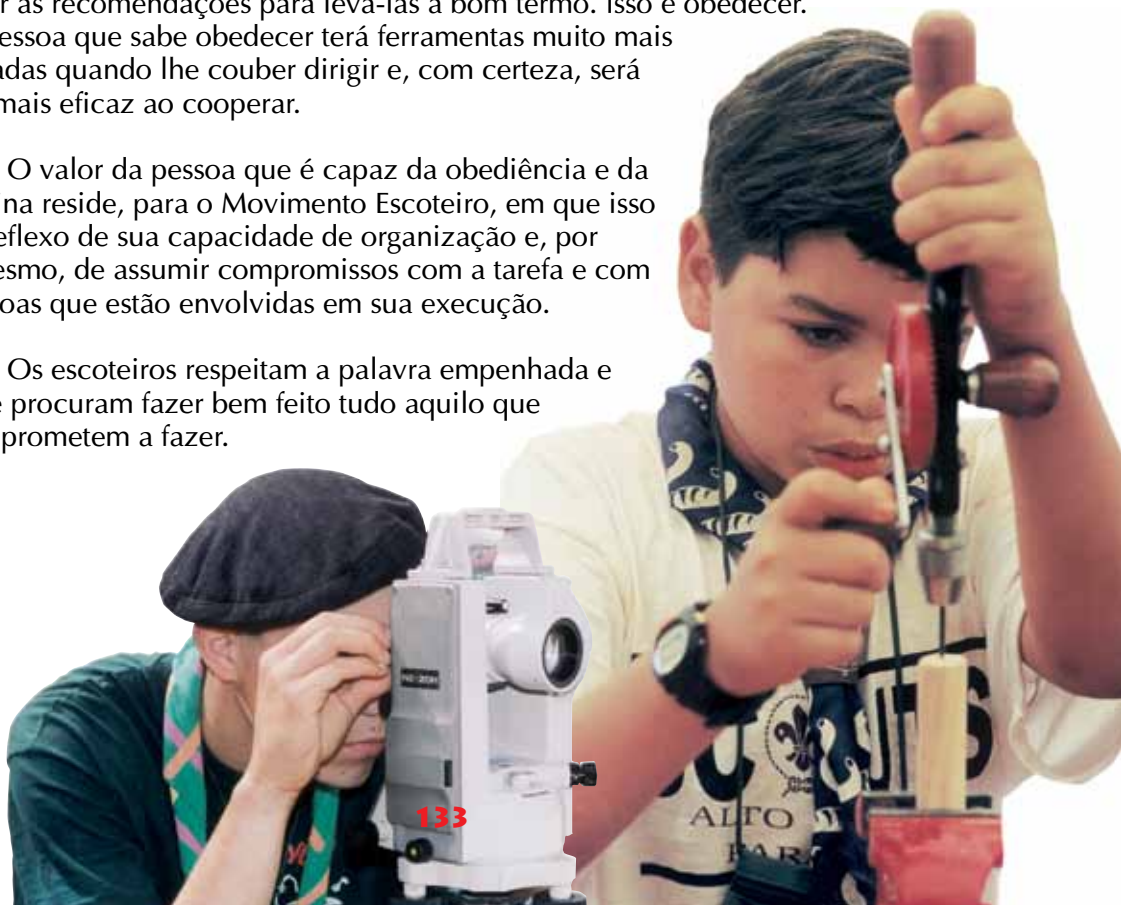 r as recomendações para levá-las a bom termo. Isso é obedecer.
essoa que sabe obedecer terá ferramentas muito mais
adas quando lhe couber dirigir e, com certeza, será
mais eficaz ao cooperar.
O valor da pessoa que é capaz da obediência e da
ina reside, para o Movimento Escoteiro, em que isso
eflexo de sua capacidade de organização e, por
esmo, de assumir compromissos com a tarefa e com
oas que estão envolvidas em sua execução.
Os escoteiros respeitam a palavra empenhada e
e procuram fazer bem feito tudo aquilo que
prometem a fazer.
133
ALTO
PAR